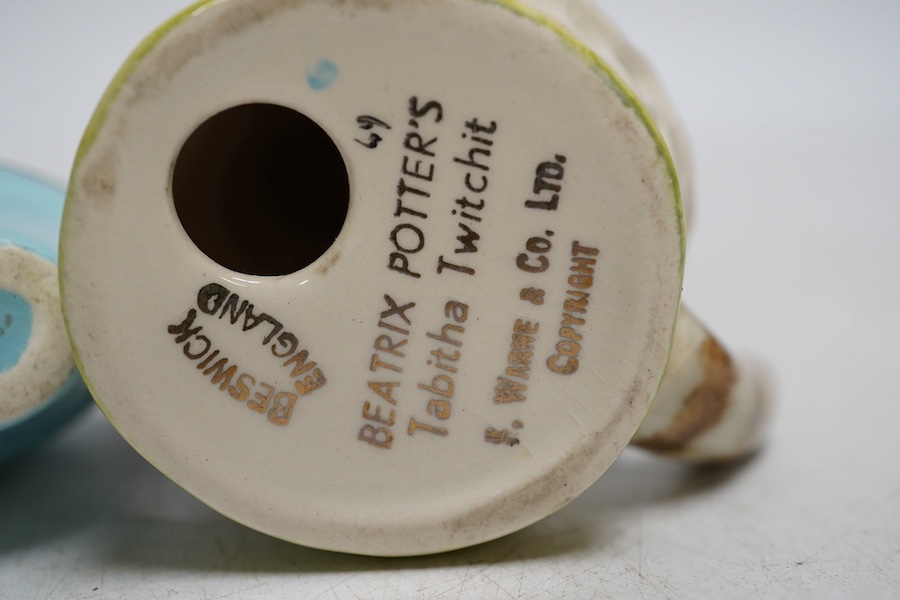 BEATRIX POTTER'S
Tabitha Twitchit
F. WARNE & Co. LTD.
COPYRIGHT
BESWICK
ENGLAND
49